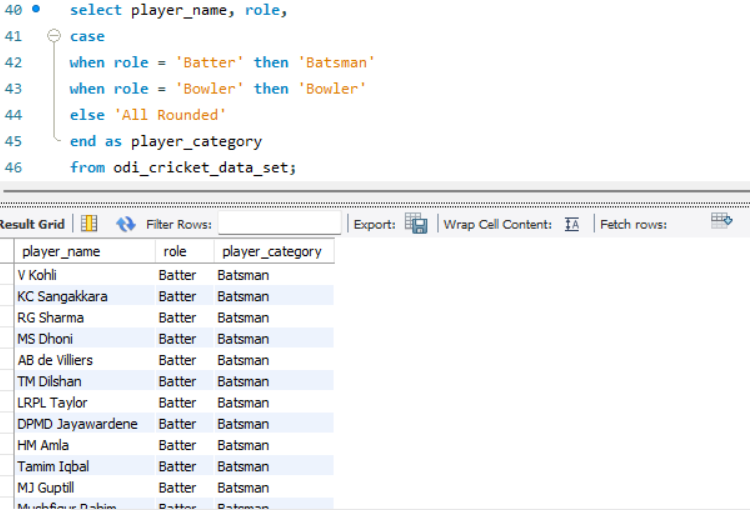 40 select player_name, role,
41 case
42 when role = 'Batter' then 'Batsman'
43 when role = 'Bowler' then 'Bowler'
44 else 'All Rounded'
45 end as player_category
46 from odi_cricket_data_set;
Result Grid Filter Rows: Export: Wrap Cell Content: Fetch rows:
player_name role player_category
V Kohli Batter Batsman
KC Sangakkara Batter Batsman
RG Sharma Batter Batsman
MS Dhoni Batter Batsman
AB de Villiers Batter Batsman
TM Dilshan Batter Batsman
LRPL Taylor Batter Batsman
DPMD Jayawardene Batter Batsman
HM Amla Batter Batsman
Tamim Iqbal Batter Batsman
MJ Guptill Batter Batsman
Mushfiqur Rahim Batter Batsman